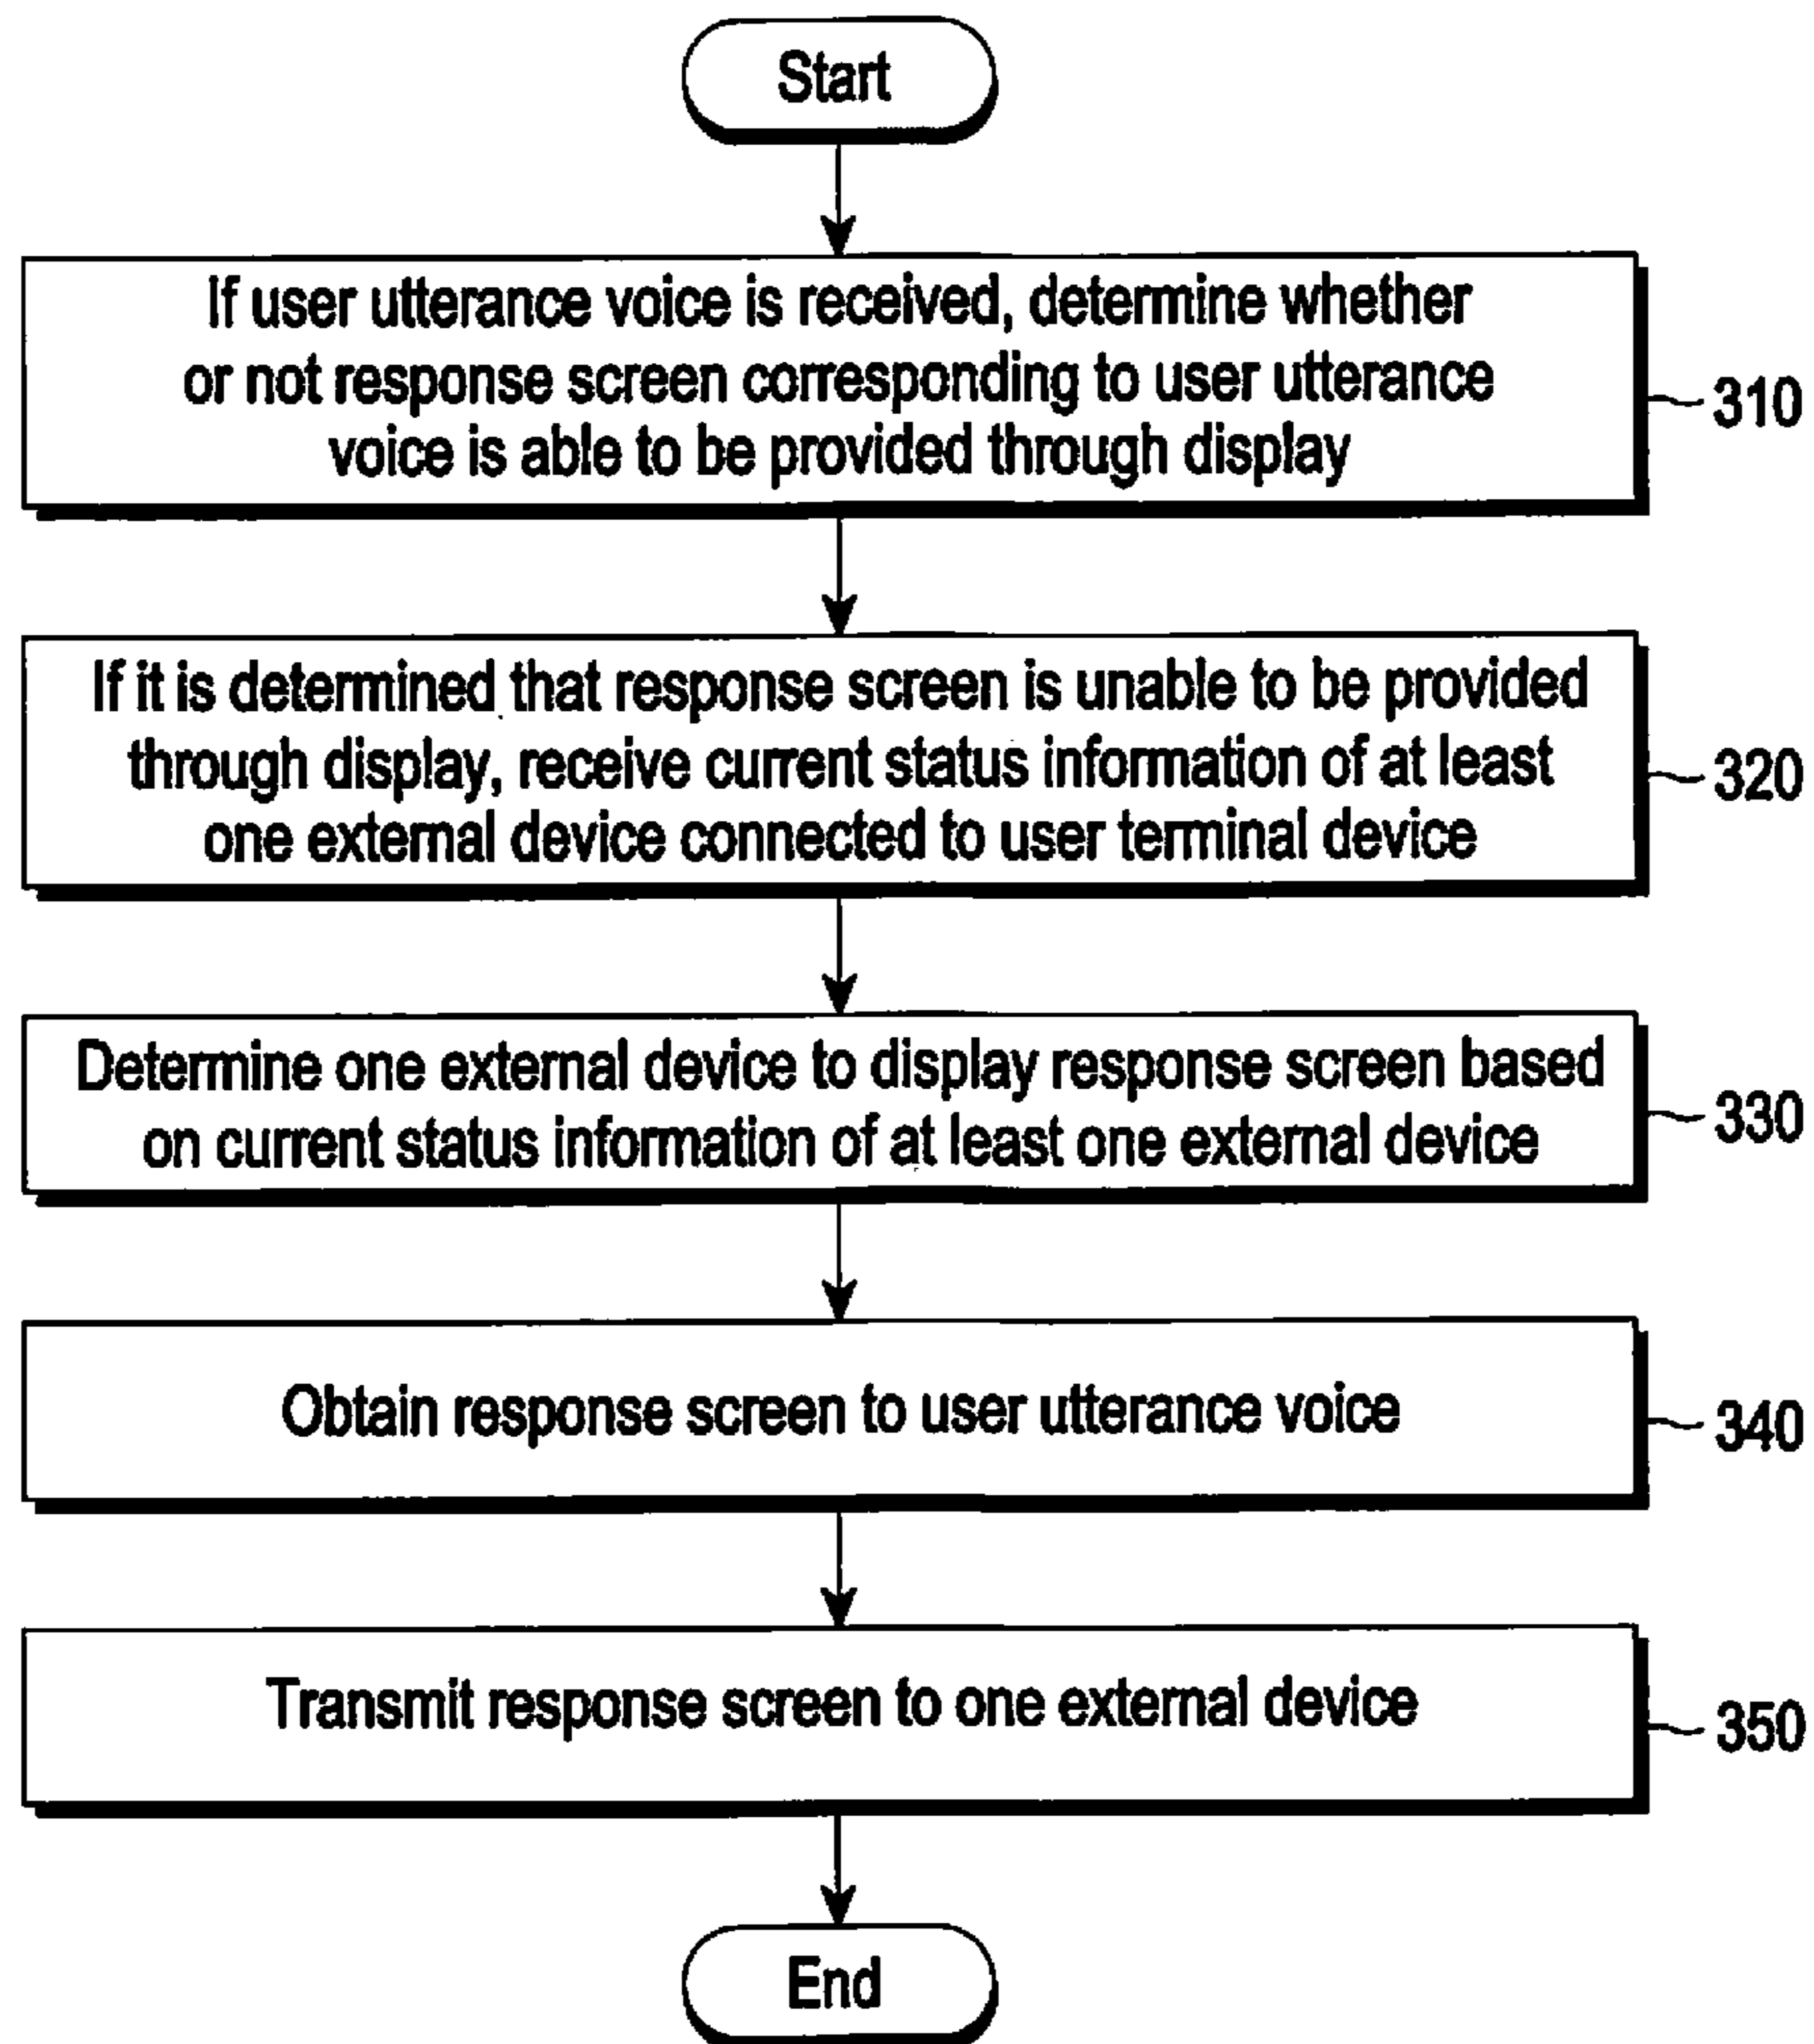 Start
If user utterance voice is received, determine whether
or not response screen corresponding to user utterance
voice is able to be provided through display
310
If it is determined that response screen is unable to be provided
through display, receive current status information of at least
one external device connected to user terminal device
320
Determine one external device to display response screen based
on current status information of at least one external device
330
Obtain response screen to user utterance voice
340
Transmit response screen to one external device
350
End